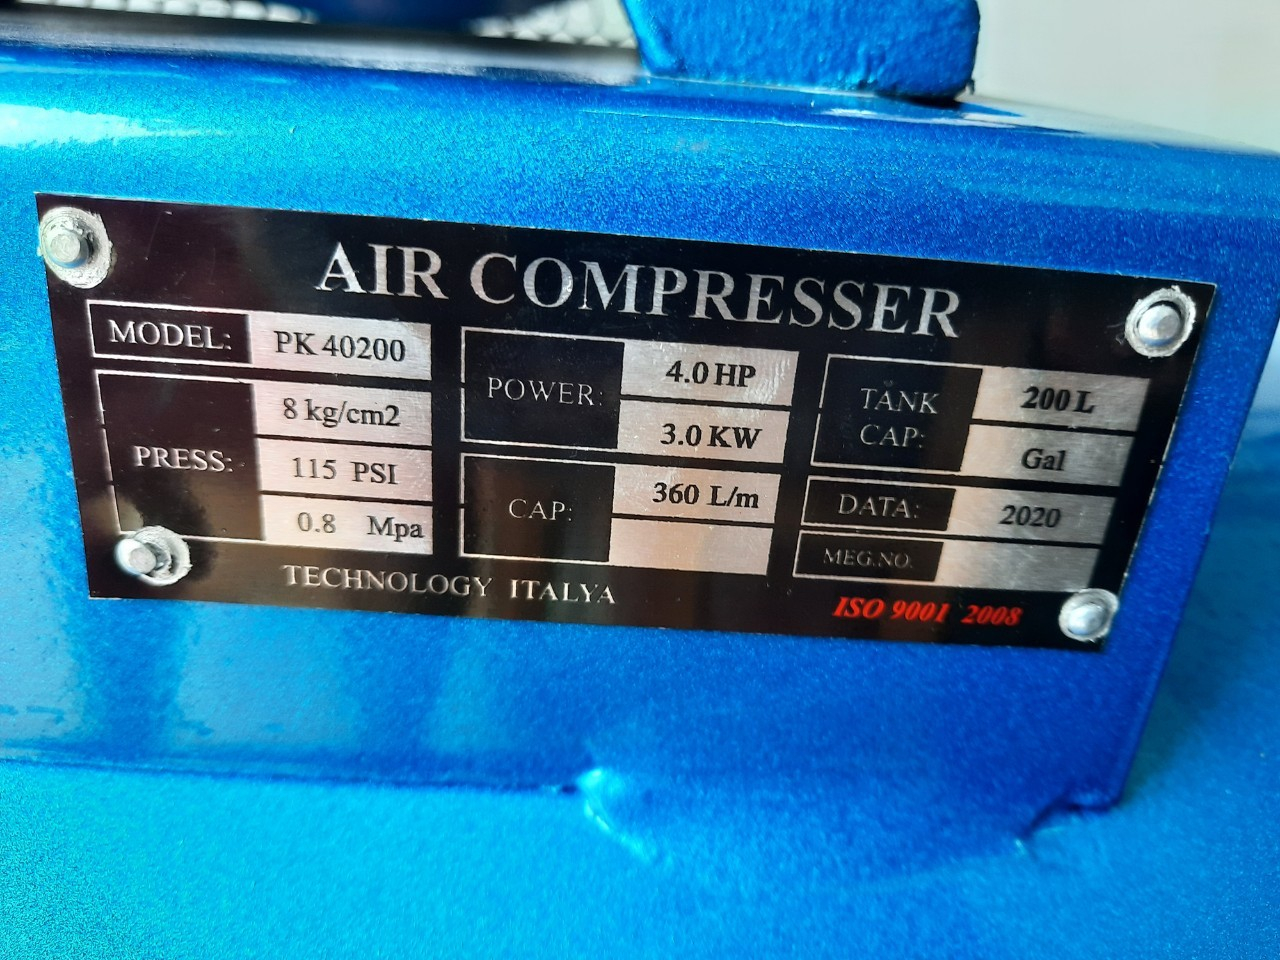 AIR COMPRESSER
MODEL: PK 40200
PRESS: 8 kg/cm2
115 PSI
0.8 Mpa
POWER: 4.0 HP
3.0 KW
CAP: 360 L/m
TANK CAP: 200 L
Gal
DATA: 2020
MEG.NO.
TECHNOLOGY ITALYA
ISO 9001 2008